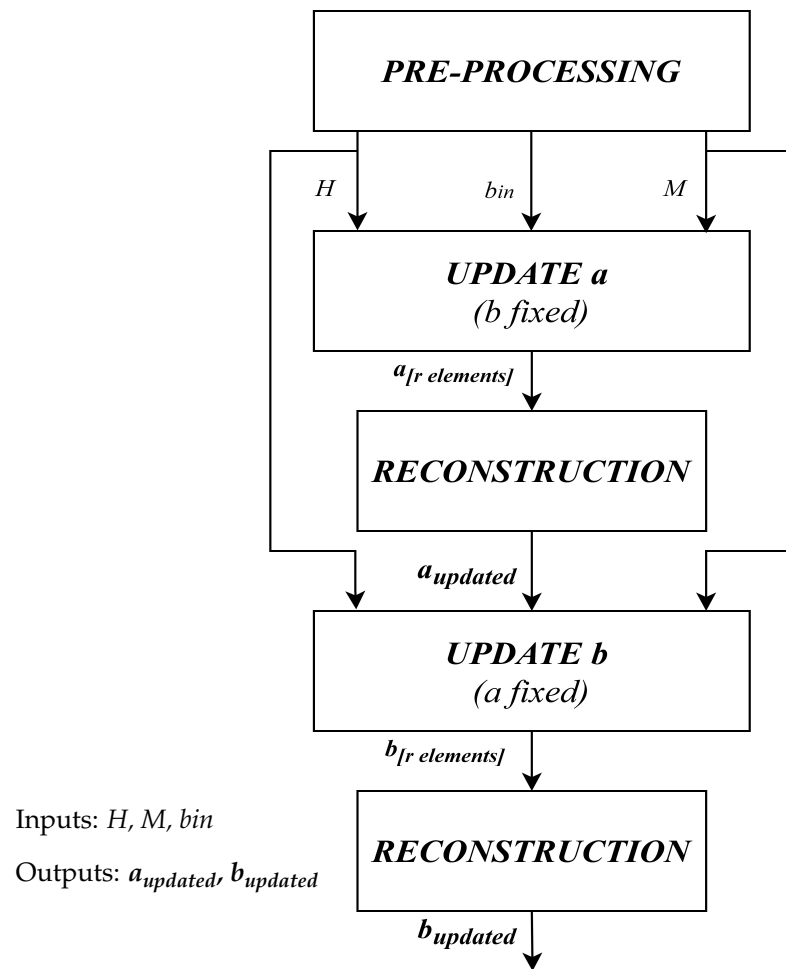 PRE-PROCESSING
H bin M
UPDATE a
(b fixed)
a[r elements]
RECONSTRUCTION
aupdated
UPDATE b
(a fixed)
b[r elements]
Inputs: H, M, bin
RECONSTRUCTION
Outputs: aupdated, bupdated
bupdated